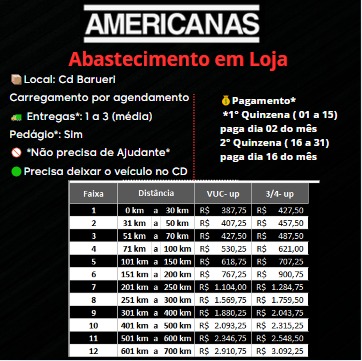 AMERICANAS
Abastecimento em Loja
Local: Cd Barueri
Carregamento por agendamento
Entregas*: 1 a 3 (média)
Pedágio*: Sim
*Não precisa de Ajudante*
Precisa deixar o veículo no CD
Pagamento*
*1° Quinzena ( 01 a 15)
paga dia 02 do mês
2° Quinzena ( 16 a 31)
paga dia 16 do mês
Faixa Distância VUC- up 3/4- up
1 0 km a 30 km R$ 387,75 R$ 427,50
2 31 km a 50 km R$ 407,25 R$ 457,50
3 51 km a 70 km R$ 427,50 R$ 487,50
4 71 km a 100 km R$ 530,25 R$ 621,00
5 101 km a 150 km R$ 618,75 R$ 707,25
6 151 km a 200 km R$ 767,25 R$ 900,75
7 201 km a 250 km R$ 1.104,00 R$ 1.284,75
8 251 km a 300 km R$ 1.569,75 R$ 1.759,50
9 301 km a 400 km R$ 1.880,25 R$ 2.043,75
10 401 km a 500 km R$ 2.093,25 R$ 2.315,25
11 501 km a 600 km R$ 2.346,75 R$ 2.548,50
12 601 km a 700 km R$ 2.910,75 R$ 3.092,25